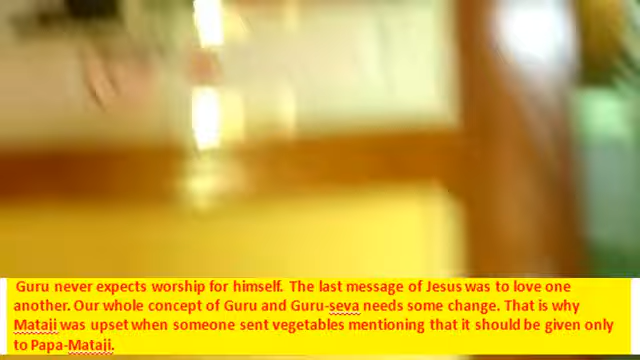 Guru never expects worship for himself. The last message of Jesus was to love one
another. Our whole concept of Guru and Guru-seva needs some change. That is why
Mataji was upset when someone sent vegetables mentioning that it should be given only
to Papa-Mataji.